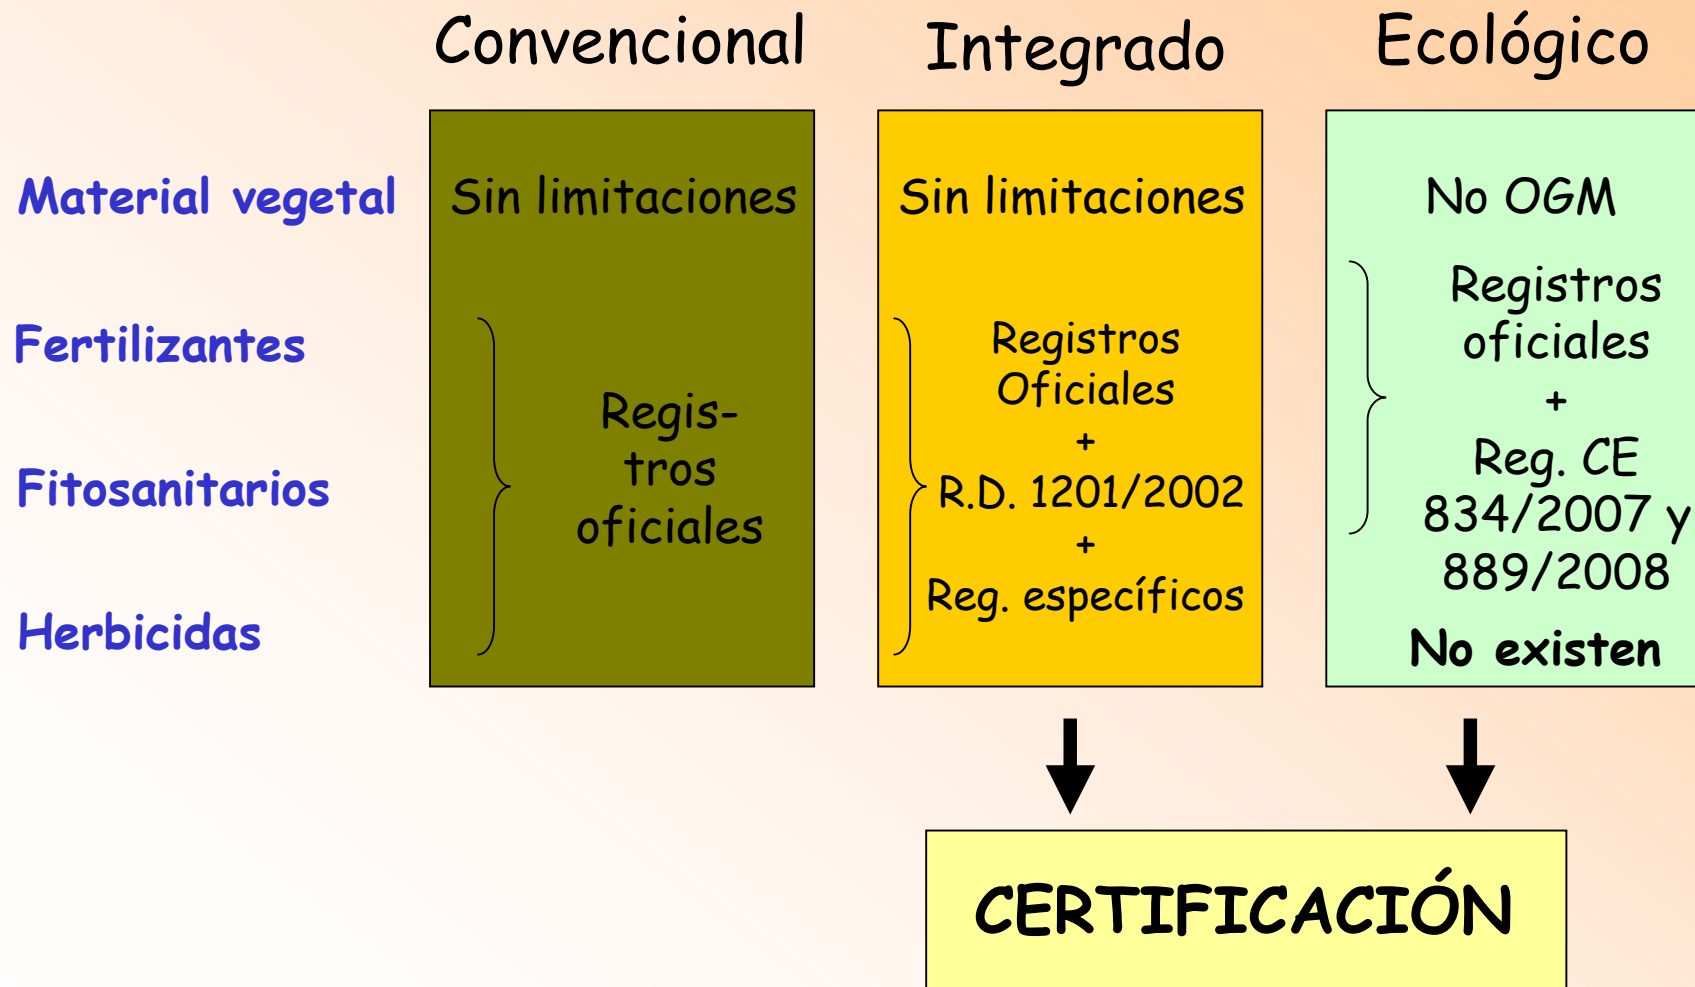 Convencional
Integrado
Ecológico
Material vegetal
Sin limitaciones
Sin limitaciones
No OGM
Fertilizantes
Fitosanitarios
Herbicidas
Regis-
tros
oficiales
Registros
Oficiales
+
R.D. 1201/2002
+
Reg. específicos
Registros
oficiales
+
Reg. CE
834/2007 y
889/2008
No existen
CERTIFICACIÓN